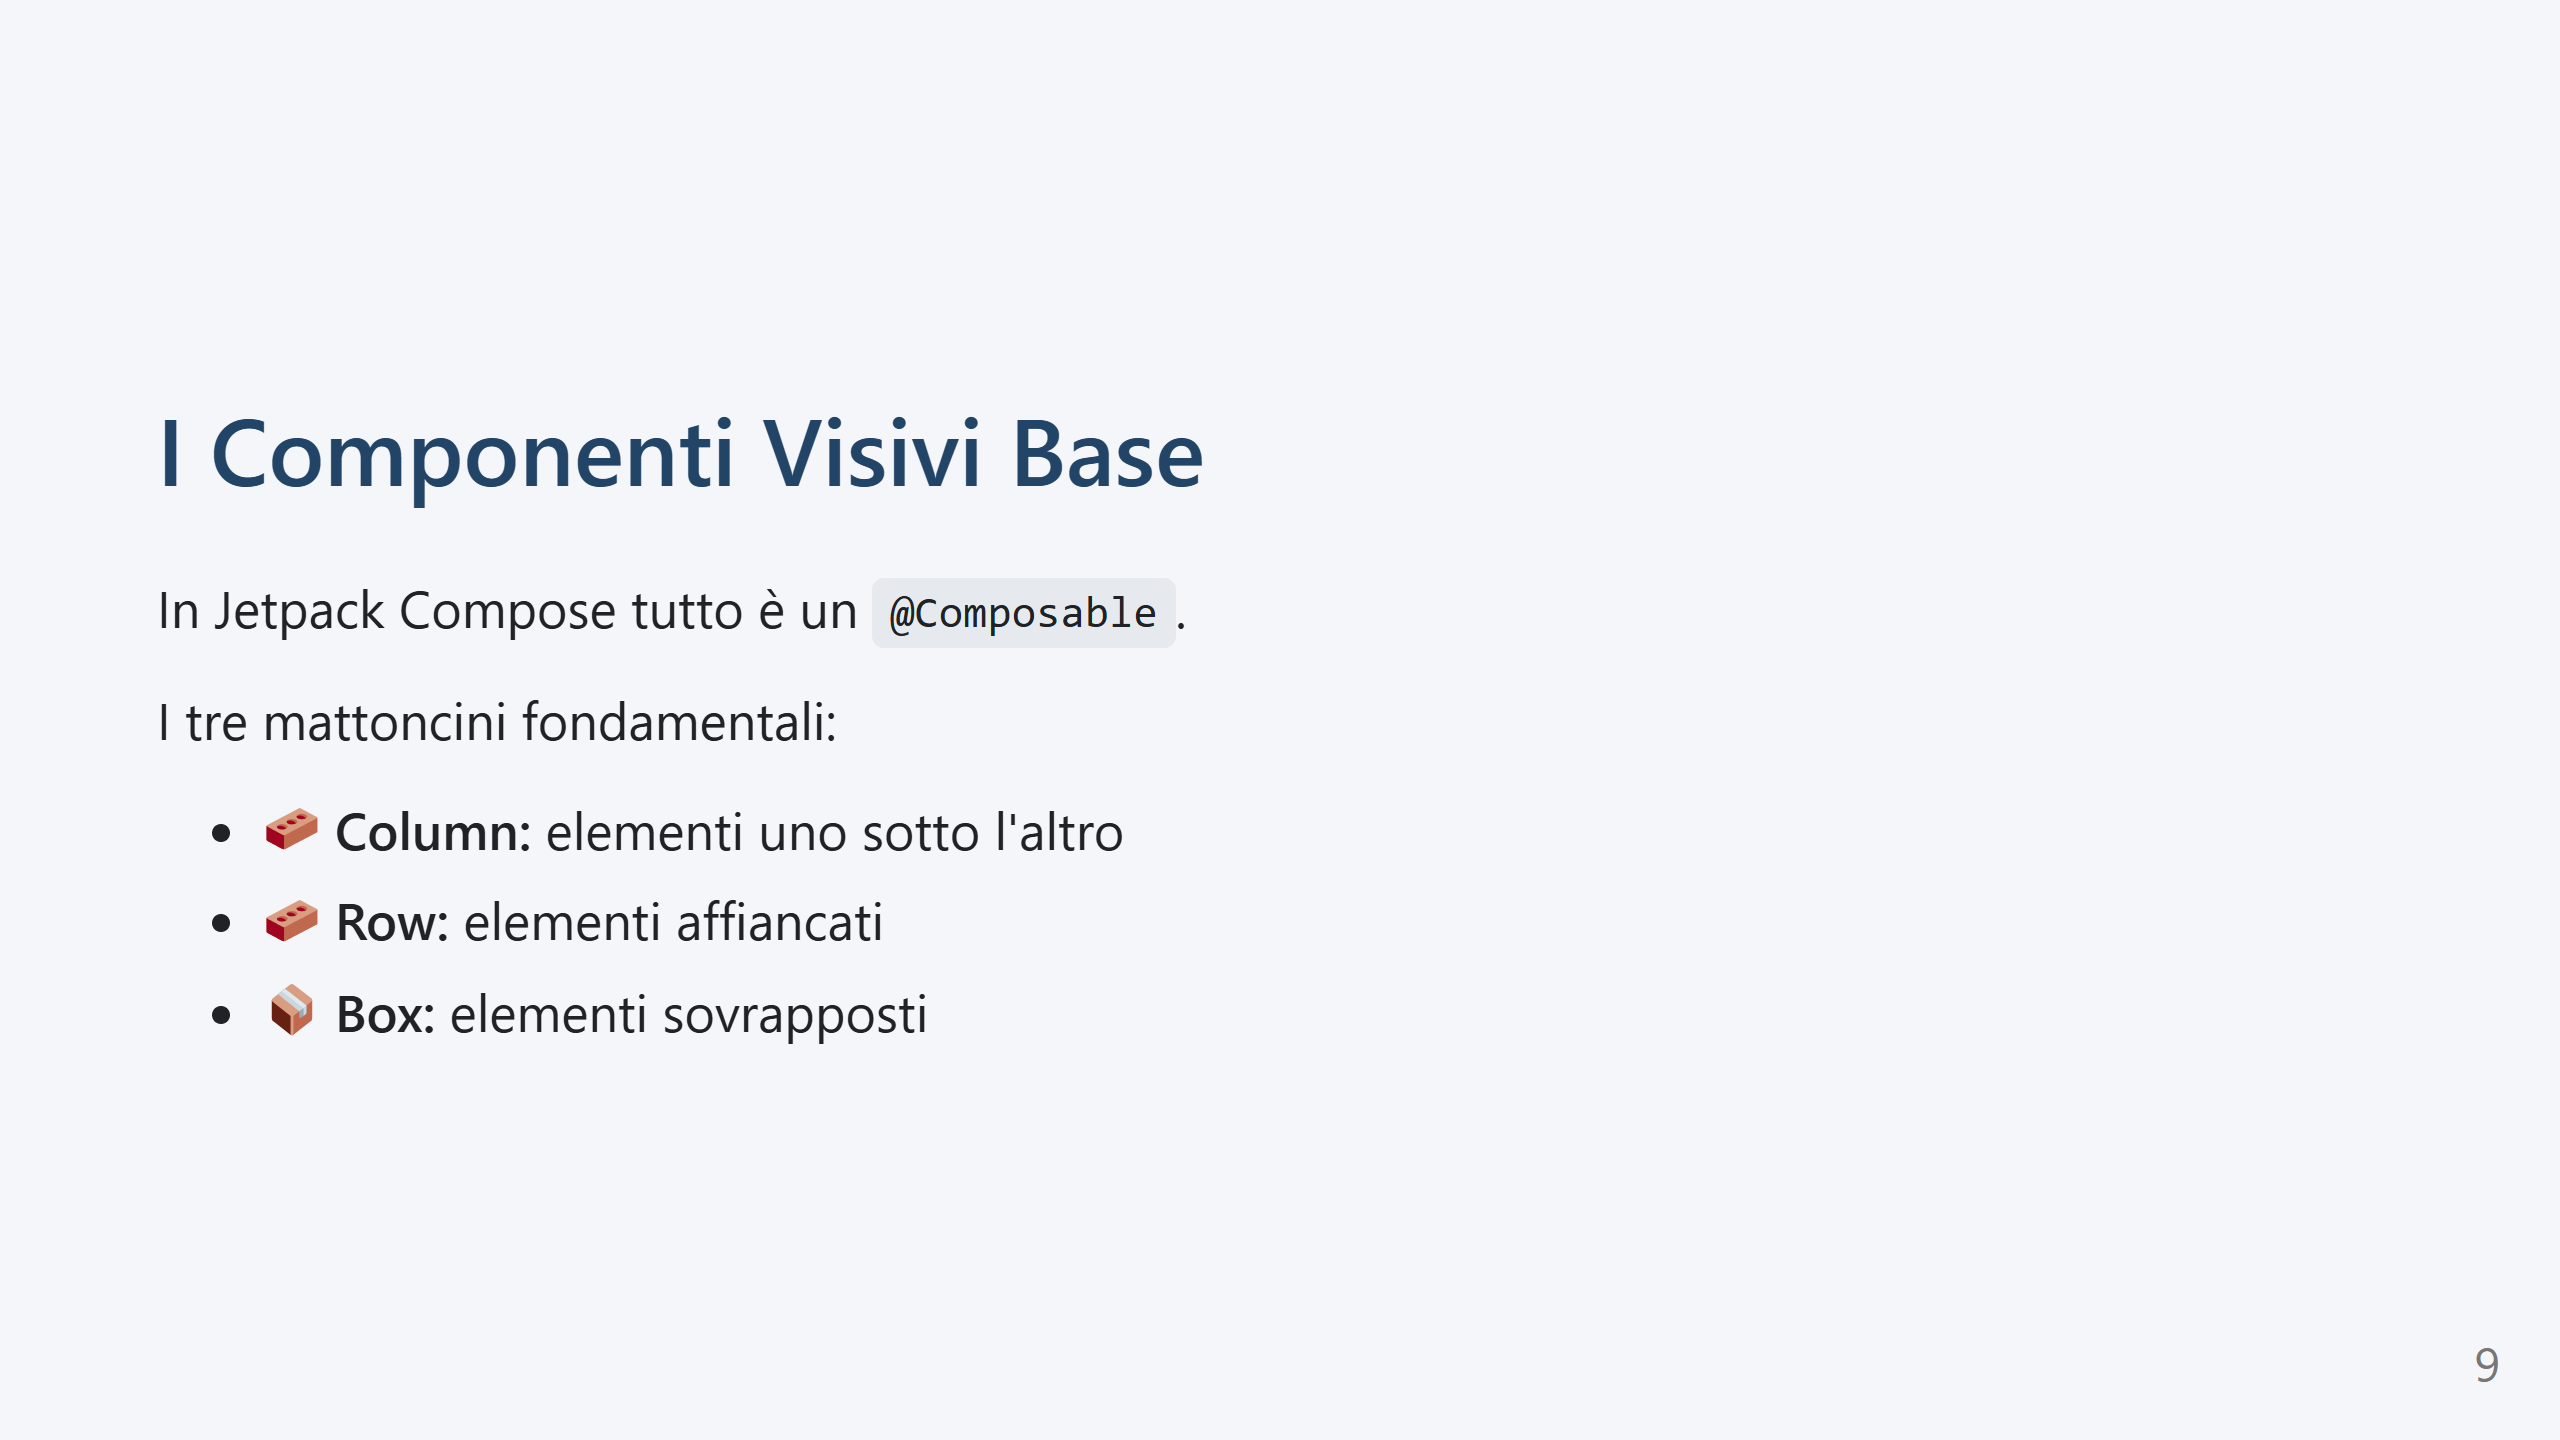 I Componenti Visivi Base
In Jetpack Compose tutto è un @Composable.
I tre mattoncini fondamentali:
• 🧱 Column: elementi uno sotto l'altro
• 🧱 Row: elementi affiancati
• 📦 Box: elementi sovrapposti
9